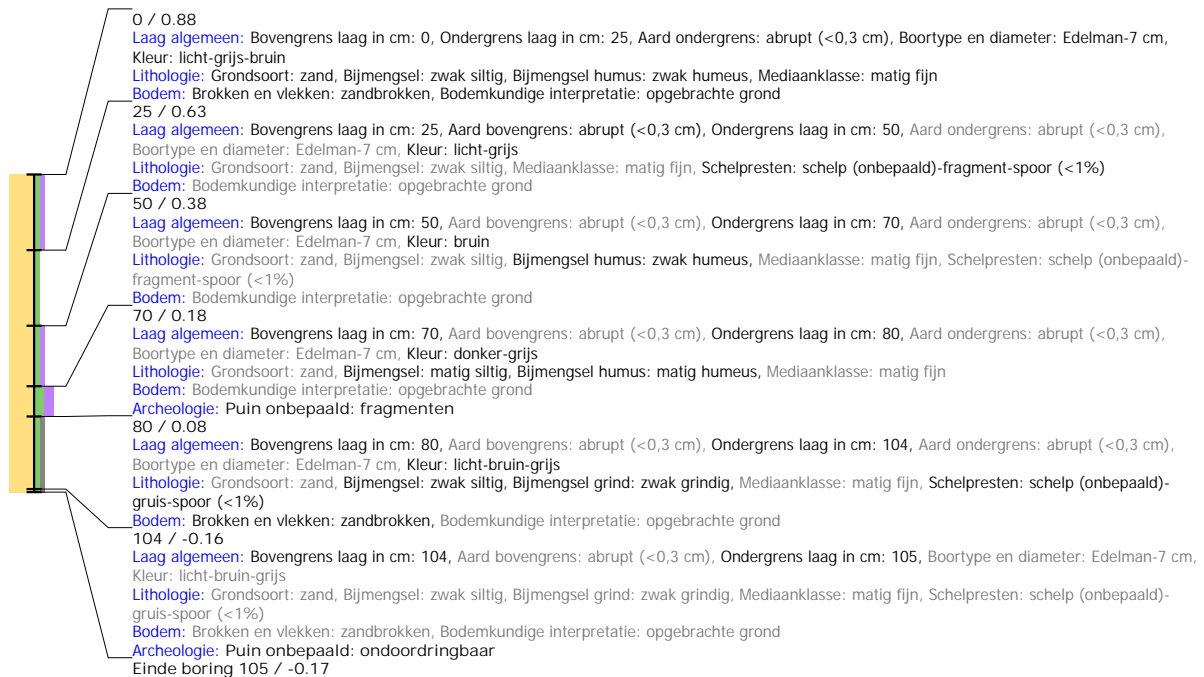 0 / 0.88
Laag algemeen: Bovengrens laag in cm: 0, Ondergrens laag in cm: 25, Aard ondergrens: abrupt (<0,3 cm), Boortype en diameter: Edelman-7 cm,
Kleur: licht-grijs-bruin
Lithologie: Grondsoort: zand, Bijmengsel: zwak siltig, Bijmengsel humus: zwak humeus, Mediaanklasse: matig fijn
Bodem: Brokken en vlekken: zandbrokken, Bodemkundige interpretatie: opgebrachte grond
25 / 0.63
Laag algemeen: Bovengrens laag in cm: 25, Aard bovengrens: abrupt (<0,3 cm), Ondergrens laag in cm: 50, Aard ondergrens: abrupt (<0,3 cm),
Boortype en diameter: Edelman-7 cm, Kleur: licht-grijs
Lithologie: Grondsoort: zand, Bijmengsel: zwak siltig, Mediaanklasse: matig fijn, Schelpresten: schelp (onbepaald)-fragment-spoor (<1%)
Bodem: Bodemkundige interpretatie: opgebrachte grond
50 / 0.38
Laag algemeen: Bovengrens laag in cm: 50, Aard bovengrens: abrupt (<0,3 cm), Ondergrens laag in cm: 70, Aard ondergrens: abrupt (<0,3 cm),
Boortype en diameter: Edelman-7 cm, Kleur: bruin
Lithologie: Grondsoort: zand, Bijmengsel: zwak siltig, Bijmengsel humus: zwak humeus, Mediaanklasse: matig fijn, Schelpresten: schelp (onbepaald)-
fragment-spoor (<1%)
Bodem: Bodemkundige interpretatie: opgebrachte grond
70 / 0.18
Laag algemeen: Bovengrens laag in cm: 70, Aard bovengrens: abrupt (<0,3 cm), Ondergrens laag in cm: 80, Aard ondergrens: abrupt (<0,3 cm),
Boortype en diameter: Edelman-7 cm, Kleur: donker-grijs
Lithologie: Grondsoort: zand, Bijmengsel: matig siltig, Bijmengsel humus: matig humeus, Mediaanklasse: matig fijn
Bodem: Bodemkundige interpretatie: opgebrachte grond
Archeologie: Puin onbepaald: fragmenten
80 / 0.08
Laag algemeen: Bovengrens laag in cm: 80, Aard bovengrens: abrupt (<0,3 cm), Ondergrens laag in cm: 104, Aard ondergrens: abrupt (<0,3 cm),
Boortype en diameter: Edelman-7 cm, Kleur: licht-bruin-grijs
Lithologie: Grondsoort: zand, Bijmengsel: zwak siltig, Bijmengsel grind: zwak grindig, Mediaanklasse: matig fijn, Schelpresten: schelp (onbepaald)-
gruis-spoor (<1%)
Bodem: Brokken en vlekken: zandbrokken, Bodemkundige interpretatie: opgebrachte grond
104 / -0.16
Laag algemeen: Bovengrens laag in cm: 104, Aard bovengrens: abrupt (<0,3 cm), Ondergrens laag in cm: 105, Boortype en diameter: Edelman-7 cm,
Kleur: licht-bruin-grijs
Lithologie: Grondsoort: zand, Bijmengsel: zwak siltig, Bijmengsel grind: zwak grindig, Mediaanklasse: matig fijn, Schelpresten: schelp (onbepaald)-
gruis-spoor (<1%)
Bodem: Brokken en vlekken: zandbrokken, Bodemkundige interpretatie: opgebrachte grond
Archeologie: Puin onbepaald: ondoordringbaar
Einde boring 105 / -0.17